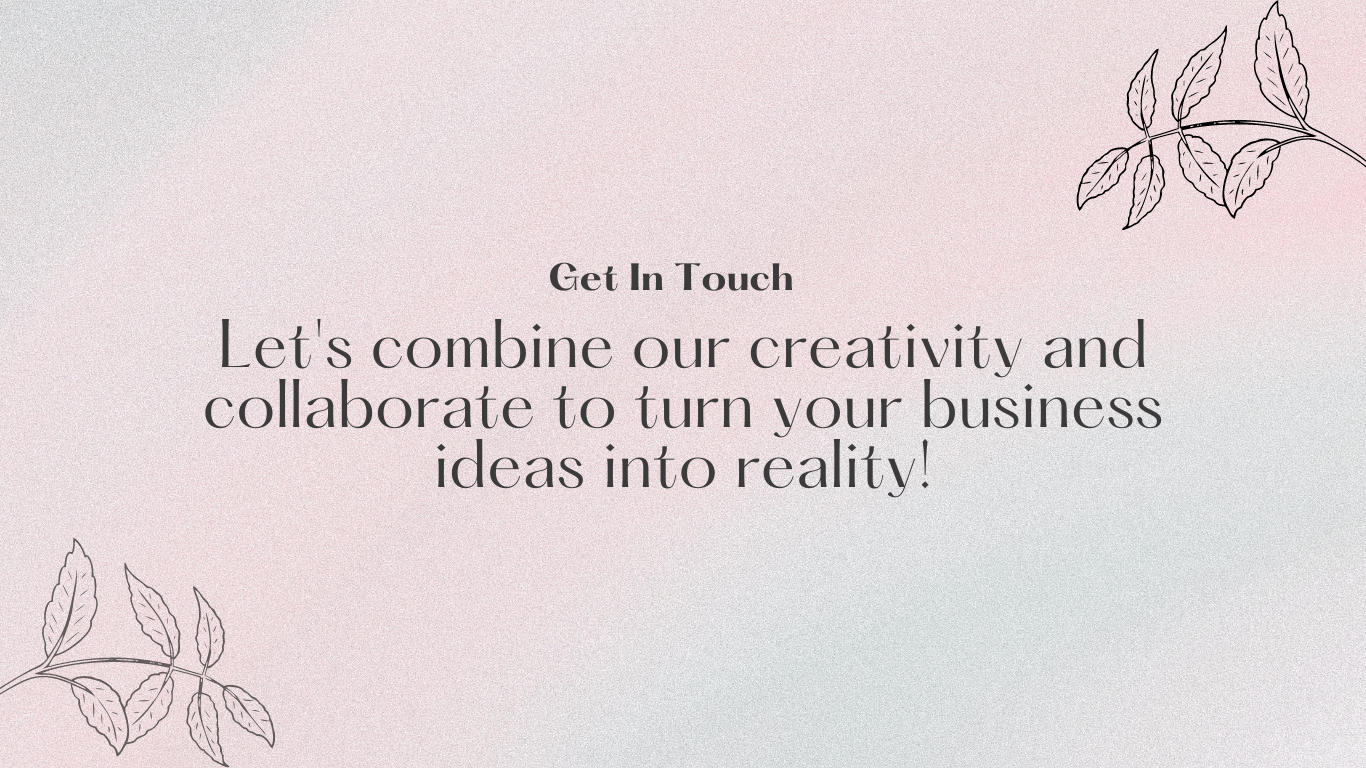 Get In Touch
Let's combine our creativity and
collaborate to turn your business
ideas into reality!